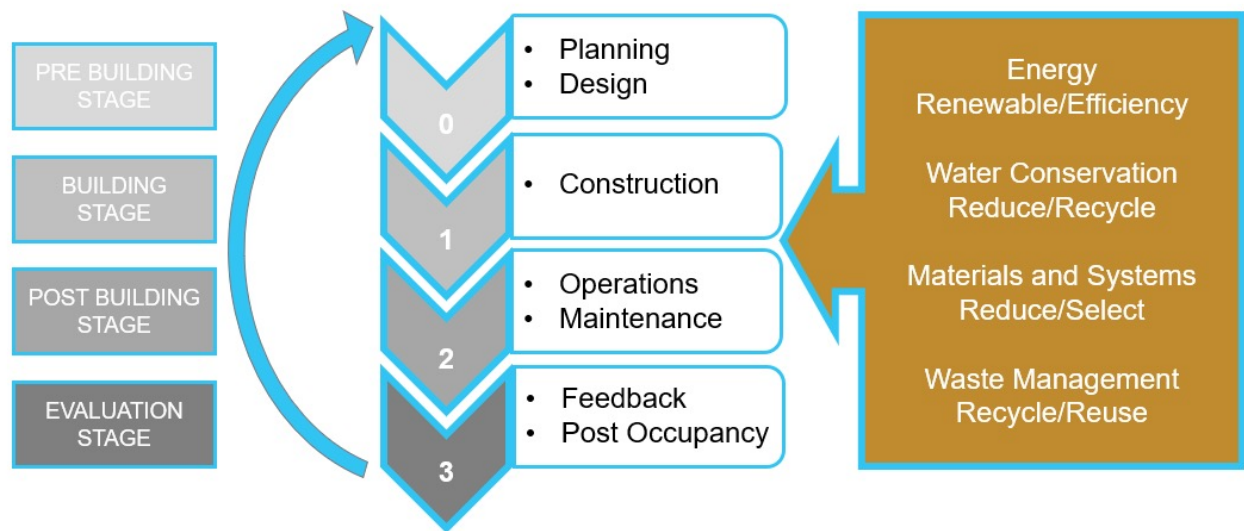 PRE BUILDING
STAGE
BUILDING
STAGE
POST BUILDING
STAGE
EVALUATION
STAGE
0
• Planning
• Design
1
• Construction
2
• Operations
• Maintenance
3
• Feedback
• Post Occupancy
Energy
Renewable/Efficiency
Water Conservation
Reduce/Recycle
Materials and Systems
Reduce/Select
Waste Management
Recycle/Reuse